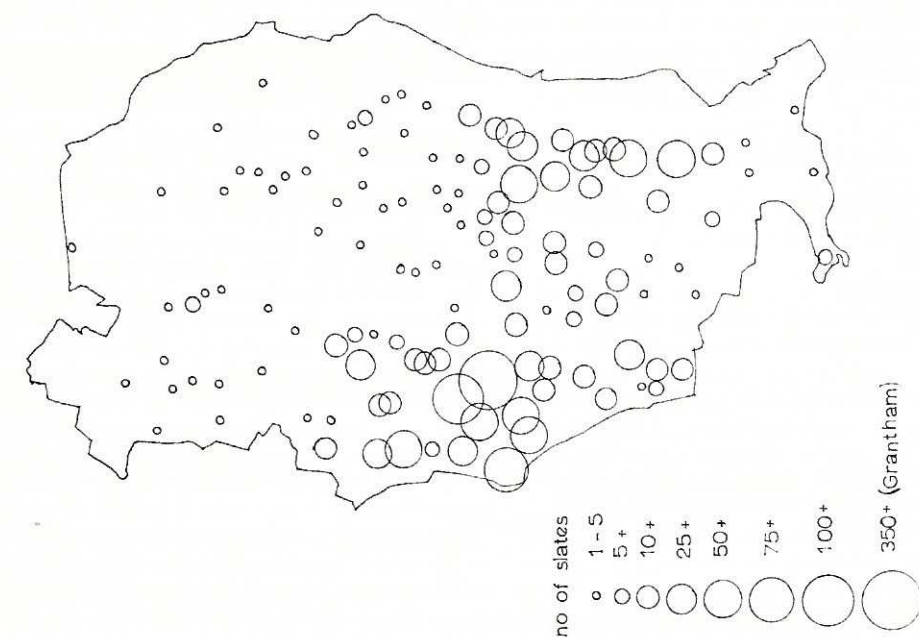 no of slates
1 - 5
5 +
10 +
25 +
50 +
75 +
100 +
350 + (Grantham)